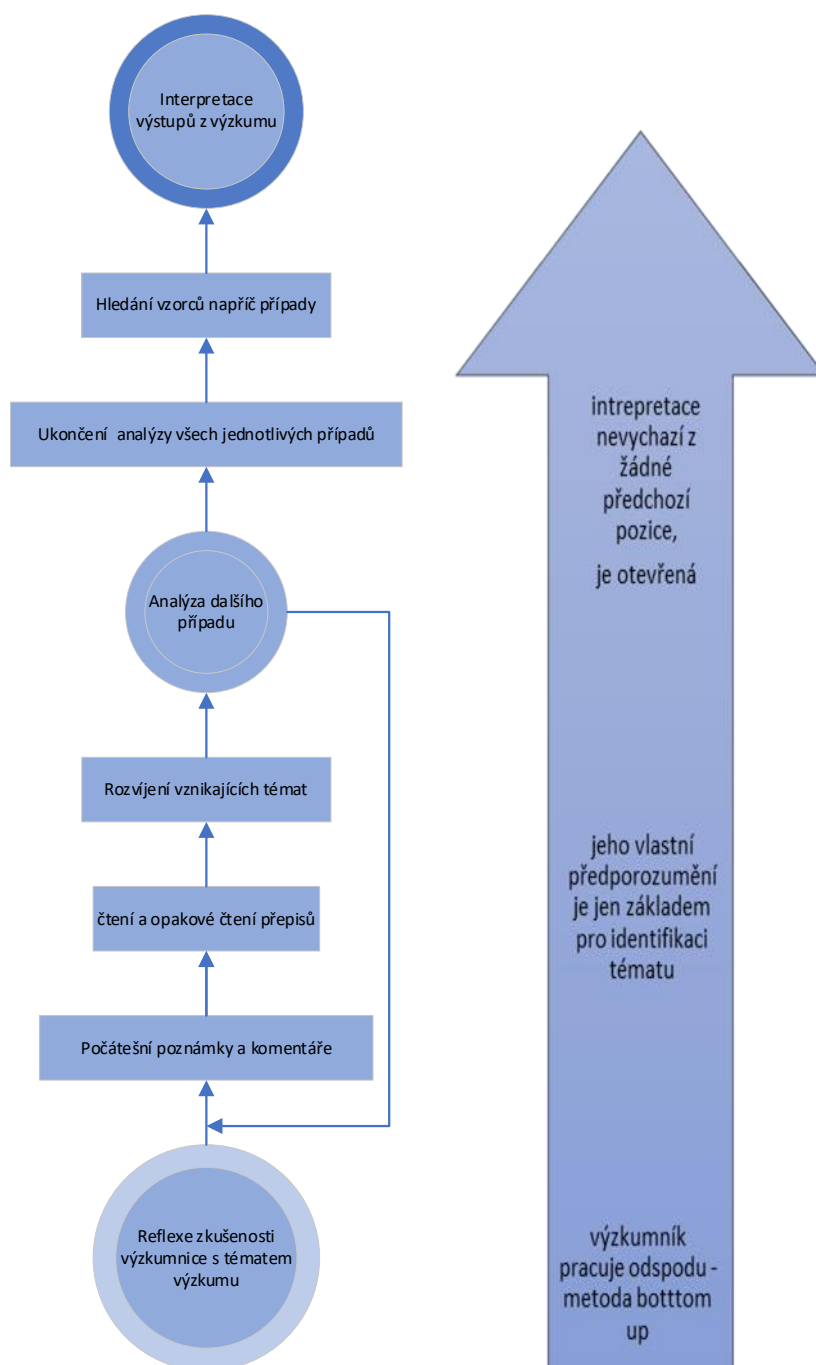 Interpretace
výstupů z výzkumu
Hledání vzorců napříč případy
Ukončení  analýzy všech jednotlivých případů
Analýza dalšího
případu
Rozvíjení vznikajících témat
čtení a opakové čtení přepisů
Počátešní poznámky a komentáře
Reflexe zkušenosti
výzkumnice s tématem
výzkumu
intrepretace
nevychazí z
žádné
předchozí
pozice,
je otevřená
jeho vlastní
předporozumění
je jen základem
pro identifikaci
tématu
výzkumník
pracuje odspodu -
metoda botttom
up